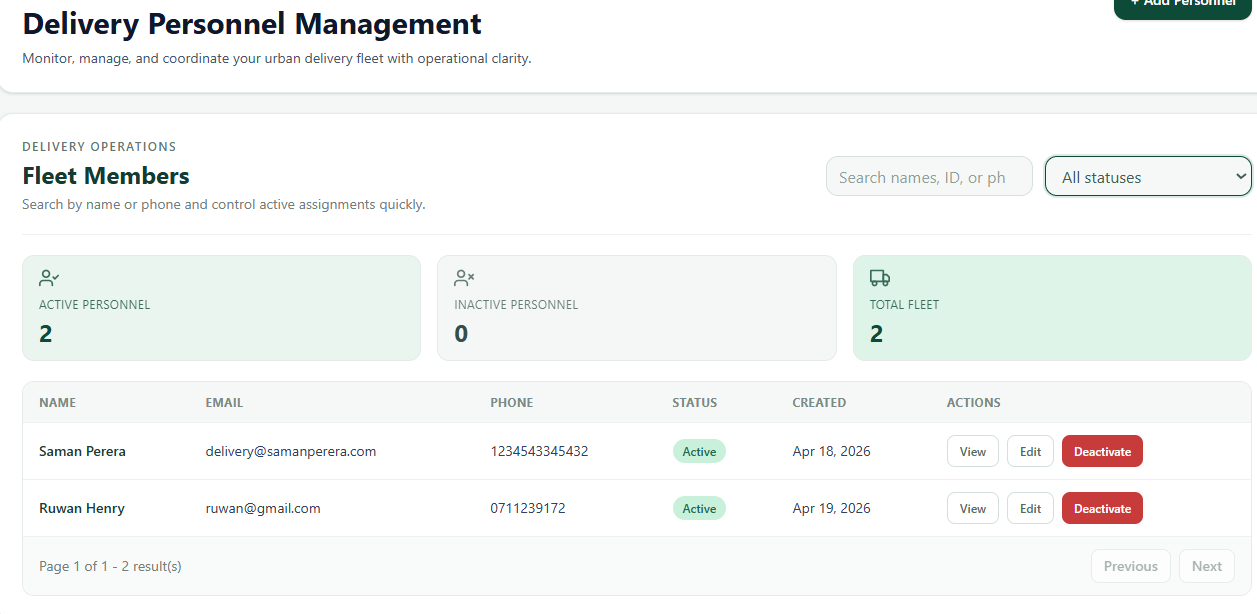 + Add Personnel
Delivery Personnel Management
Monitor, manage, and coordinate your urban delivery fleet with operational clarity.
DELIVERY OPERATIONS
Fleet Members
Search by name or phone and control active assignments quickly.
Search names, ID, or ph
All statuses
ACTIVE PERSONNEL
2
INACTIVE PERSONNEL
0
TOTAL FLEET
2
NAME EMAIL PHONE STATUS CREATED ACTIONS
Saman Perera delivery@samanperera.com 1234543345432 Active Apr 18, 2026 View Edit Deactivate
Ruwan Henry ruwan@gmail.com 0711239172 Active Apr 19, 2026 View Edit Deactivate
Page 1 of 1 - 2 result(s) Previous Next